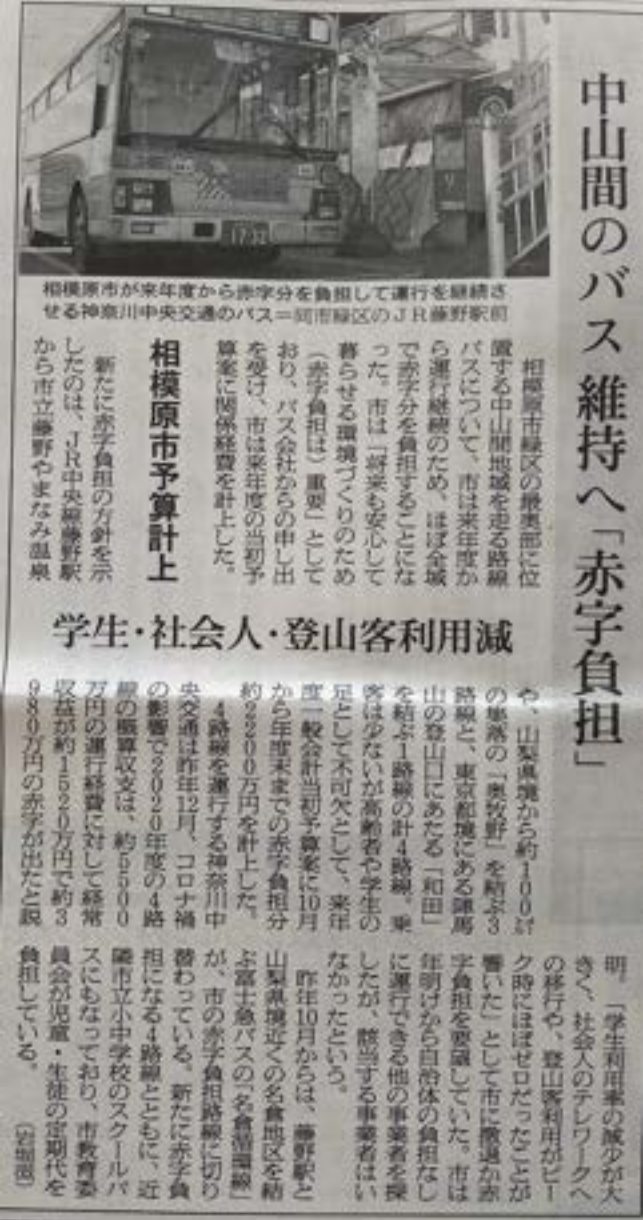 中山間のバス 維持へ「赤字負担」
1732
相模原市が来年度から赤字分を負担して運行を継続さ
せる神奈川中央交通のバス=同市緑区のJR藤野駅前
相模原市緑区の最奥部に位
置する中山間地域を走る路線
バスについて、市は来年度か
ら運行継続のため、ほぼ全域
で赤字分を負担することにな
った。市は「将来も安心して
暮らせる環境づくりのため
(赤字負担は)重要」として
おり、バス会社からの申し出
を受け、市は来年度の当初予
算案に関係経費を計上した。
相模原市予算計上
新たに赤字負担の方針を示
したのは、JR中央線藤野駅
から市立藤野やまなみ温泉
学生・社会人・登山客利用減
や、山梨県境から約100㍍
の集落の「奥牧野」を結ぶ3
路線と、東京都境にある陣馬
山の登山口にあたる「和田」
を結ぶ1路線の計4路線。乗
客は少ないが高齢者や学生の
足として不可欠として、来年
度一般会計当初予算案に10月
から年度末までの赤字負担分
約2200万円を計上した。
4路線を運行する神奈川中
央交通は昨年12月、コロナ禍
の影響で2020年度の4路
線の概算収支は、約5500
万円の運行経費に対して経常
収益が約1520万円で約3
980万円の赤字が出たと説
明。「学生利用率の減少が大
きく、社会人のテレワークへ
の移行や、登山客利用がピー
ク時にほぼゼロだったことが
響いた」として市に撤退か赤
字負担を要望していた。市は
年明けから自治体の負担なし
に運行できる他の事業者を探
したが、該当する事業者はい
なかったという。
昨年10月からは、藤野駅と
山梨県境近くの名倉地区を結
ぶ富士急バスの「名倉循環線」
が、市の赤字負担路線に切り
替わっている。新たに赤字負
担になる4路線とともに、近
隣市立小中学校のスクールバ
スにもなっており、市教育委
員会が児童・生徒の定期代を
負担している。